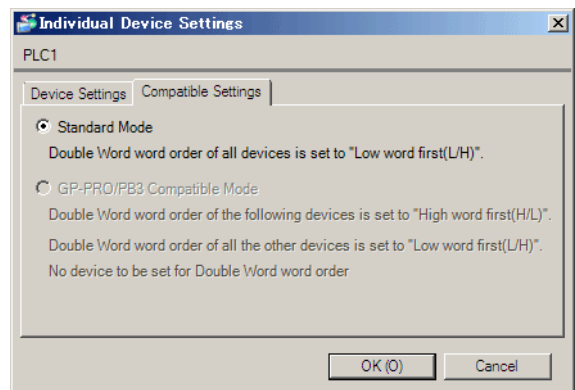 Individual Device Settings
PLC1
Device Settings Compatible Settings
Standard Mode
Double Word word order of all devices is set to "Low word first(L/H)".
GP-PRO/PB3 Compatible Mode
Double Word word order of the following devices is set to "High word first(H/L)".
Double Word word order of all the other devices is set to "Low word first(L/H)".
No device to be set for Double Word word order
OK (O) Cancel